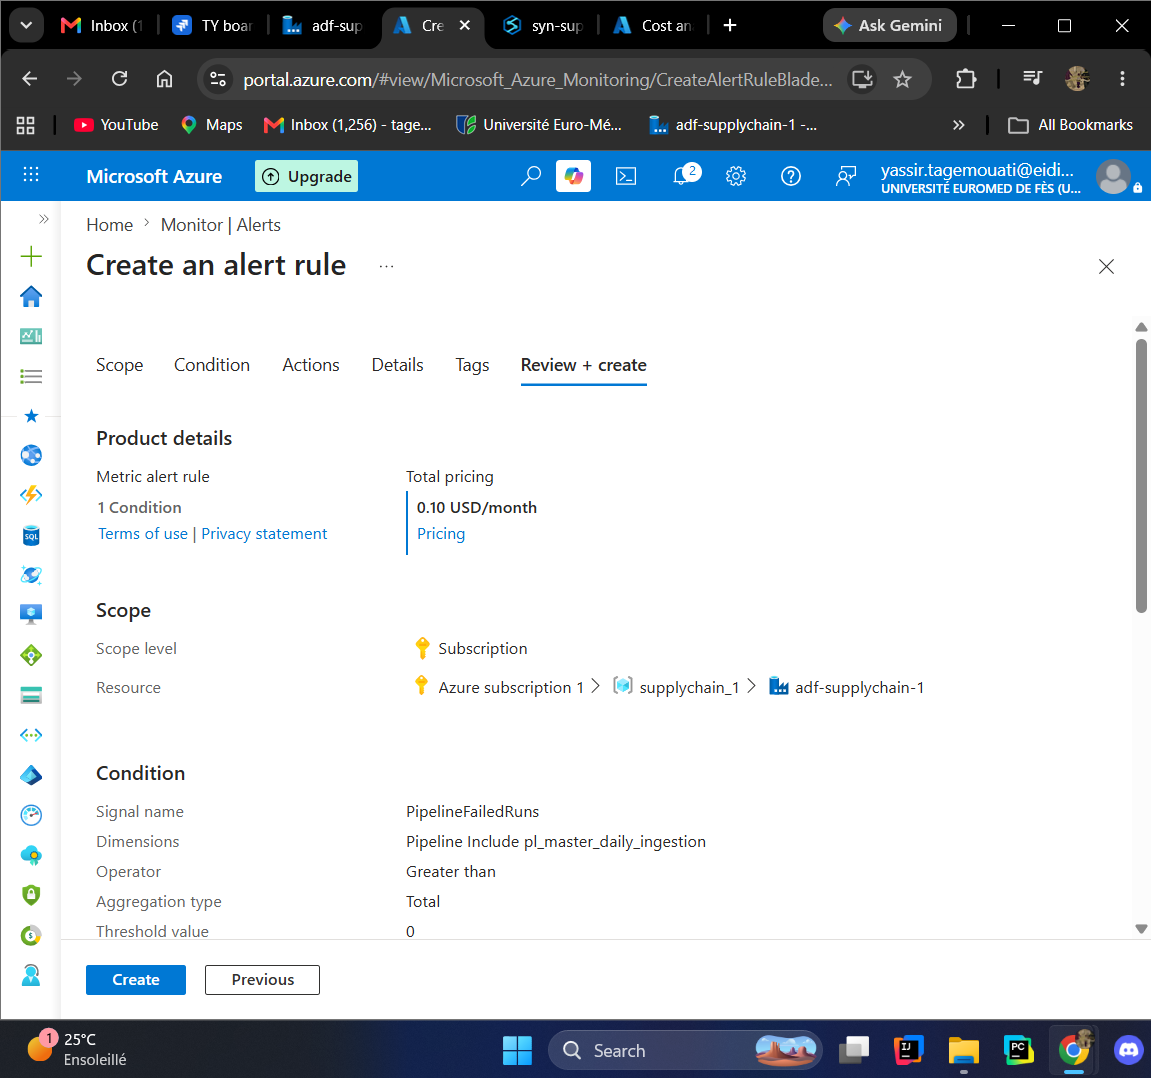 Inbox (1
TY boar
adf-sup
Cre
syn-sup
Cost an
Ask Gemini
portal.azure.com/#view/Microsoft_Azure_Monitoring/CreateAlertRuleBlade...
YouTube
Maps
Inbox (1,256) - tage...
Université Euro-Mé...
adf-supplychain-1 -...
All Bookmarks
Microsoft Azure
Upgrade
2
yassir.tagemouati@eidi...
UNIVERSITÉ EUROMED DE FÈS (U...
Home > Monitor | Alerts
Create an alert rule ...
Scope Condition Actions Details Tags Review + create
Product details
Metric alert rule Total pricing
1 Condition 0.10 USD/month
Terms of use | Privacy statement Pricing
Scope
Scope level Subscription
Resource Azure subscription 1 > supplychain_1 > adf-supplychain-1
Condition
Signal name PipelineFailedRuns
Dimensions Pipeline Include pl_master_daily_ingestion
Operator Greater than
Aggregation type Total
Threshold value 0
Create Previous
1
25°C
Ensoleillé
Search